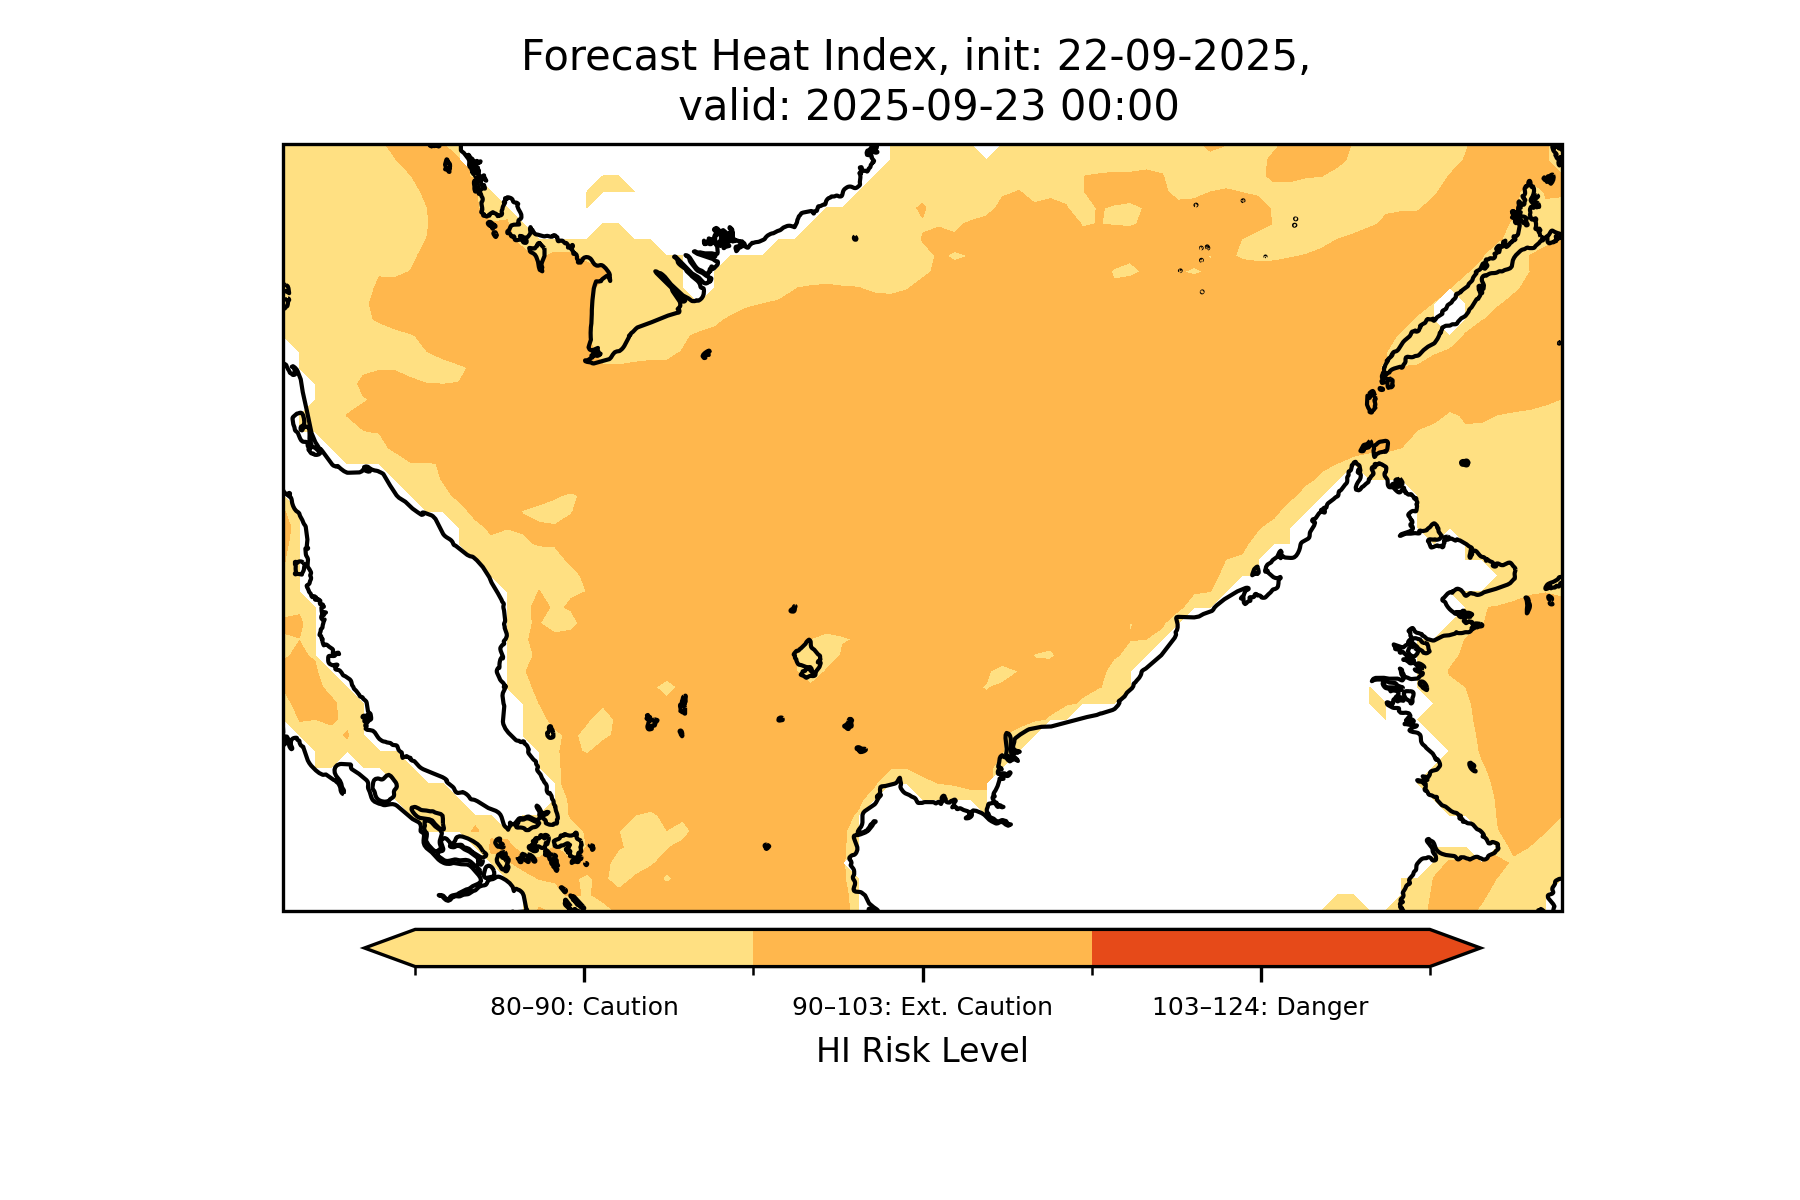 Forecast Heat Index, init: 22-09-2025,
valid: 2025-09-23 00:00
80–90: Caution
90–103: Ext. Caution
103–124: Danger
HI Risk Level